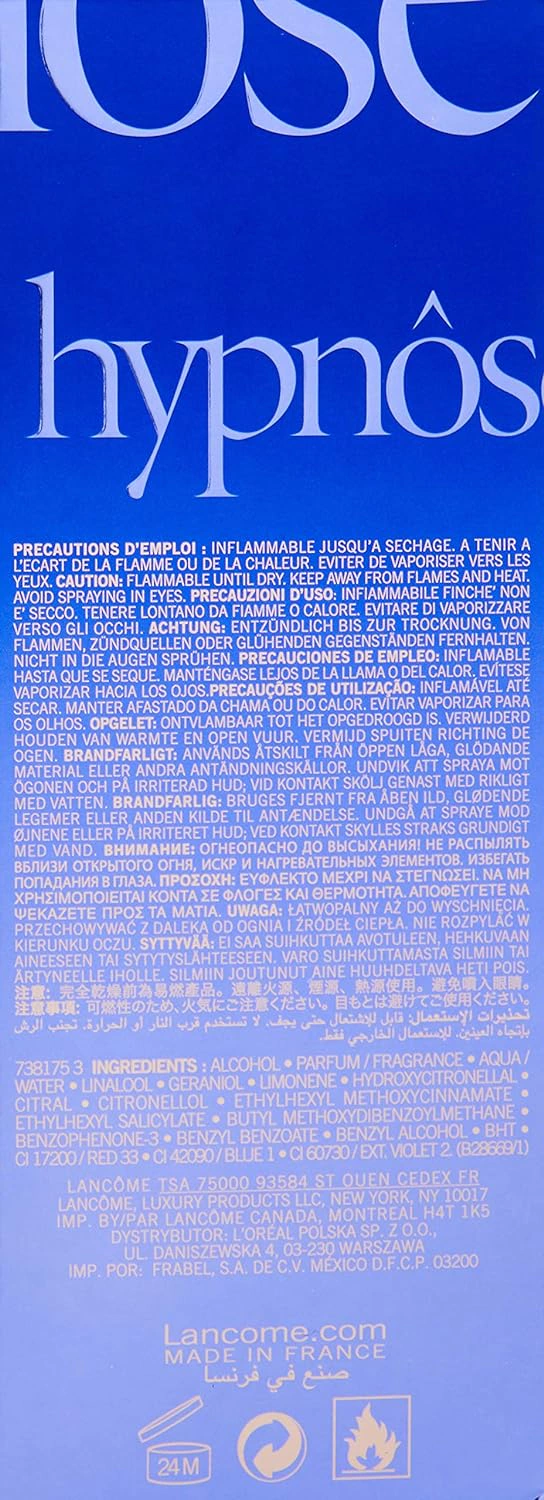 nose
hypnôse
PRECAUTIONS D'EMPLOI : INFLAMMABLE JUSQU'A SECHAGE. A TENIR A
L'ECART DE LA FLAMME OU DE LA CHALEUR. EVITER DE VAPORISER VERS LES
YEUX. CAUTION: FLAMMABLE UNTIL DRY. KEEP AWAY FROM FLAMES AND HEAT.
AVOID SPRAYING IN EYES. PRECAUZIONI D'USO: INFIAMMABILE FINCHE' NON
E' SECCO. TENERE LONTANO DA FIAMME O CALORE. EVITARE DI VAPORIZZARE
VERSO GLI OCCHI. ACHTUNG: ENTZÜNDLICH BIS ZUR TROCKNUNG. VON
FLAMMEN, ZÜNDQUELLEN ODER GLÜHENDEN GEGENSTÄNDEN FERNHALTEN.
NICHT IN DIE AUGEN SPRÜHEN. PRECAUCIONES DE EMPLEO: INFLAMABLE
HASTA QUE SE SEQUE. MANTÉNGASE LEJOS DE LA LLAMA O DEL CALOR. EVÍTESE
VAPORIZAR HACIA LOS OJOS.PRECAUÇÕES DE UTILIZAÇÃO: INFLAMÁVEL ATÉ
SECAR. MANTER AFASTADO DA CHAMA OU DO CALOR. EVITAR VAPORIZAR PARA
OS OLHOS. OPGELET: ONTVLAMBAAR TOT HET OPGEDROOGD IS. VERWIJDERD
HOUDEN VAN WARMTE EN OPEN VUUR. VERMIJD SPUITEN RICHTING DE
OGEN. BRANDFARLIGT: ANVÄNDS ÅTSKILT FRÅN ÖPPEN LÅGA, GLÖDANDE
MATERIAL ELLER ANDRA ANTÄNDNINGSKÄLLOR. UNDVIK ATT SPRAYA MOT
ÖGONEN OCH PÅ IRRITERAD HUD; VID KONTAKT SKÖLJ GENAST MED RIKLIGT
MED VATTEN. BRANDFARLIG: BRUGES FJERNT FRA ÅBEN ILD, GLØDENDE
LEGEMER ELLER ANDEN KILDE TIL ANTÆNDELSE. UNDGÅ AT SPRAYE MOD
ØJNENE ELLER PÅ IRRITERET HUD; VED KONTAKT SKYLLES STRAKS GRUNDIGT
MED VAND. ВНИМАНИЕ: ОГНЕОПАСНО ДО ВЫСЫХАНИЯ! НЕ РАСПЫЛЯТЬ
ВБЛИЗИ ОТКРЫТОГО ОГНЯ, ИСКР И НАГРЕВАТЕЛЬНЫХ ЭЛЕМЕНТОВ. ИЗБЕГАТЬ
ПОПАДАНИЯ В ГЛАЗА. ΠΡΟΣΟΧΗ: ΕΥΦΛΕΚΤΟ ΜΕΧΡΙ ΝΑ ΣΤΕΓΝΩΣΕΙ. ΝΑ ΜΗ
ΧΡΗΣΙΜΟΠΟΙΕΙΤΑΙ ΚΟΝΤΑ ΣΕ ΦΛΟΓΕΣ ΚΑΙ ΘΕΡΜΟΤΗΤΑ. ΑΠΟΦΕΥΓΕΤΕ ΝΑ
ΨΕΚΑΖΕΤΕ ΠΡΟΣ ΤΑ ΜΑΤΙΑ. UWAGA: ŁATWOPALNY AŻ DO WYSCHNIĘCIA.
PRZECHOWYWAĆ Z DALEKA OD OGNIA I ŹRÓDEŁ CIEPŁA. NIE ROZPYLAĆ W
KIERUNKU OCZU. SYTTYVÄÄ: EI SAA SUIHKUTTAA AVOTULEEN, HEHKUVAAN
AINEESEEN TAI SYTYTYSLÄHTEESEEN. VARO SUIHKUTTAMASTA SILMIIN TAI
ÄRTYNEELLE IHOLLE. SILMIIN JOUTUNUT AINE HUUHDELTAVA HETI POIS.
注意: 完全乾燥前為易燃產品。遠離火源、煙源、熱源使用。避免噴入眼睛。
注意事項: 可燃性のため、火気にご注意ください。目もとは避けてご使用ください。
تحذيرات الإستعمال: قابل للإشتعال حتى يجف. لا تستخدم قرب النار أو الحرارة. تجنب الرش
بإتجاه العينين. للإستعمال الخارجي فقط.
738175 3 INGREDIENTS : ALCOHOL • PARFUM / FRAGRANCE • AQUA /
WATER • LINALOOL • GERANIOL • LIMONENE • HYDROXYCITRONELLAL •
CITRAL • CITRONELLOL • ETHYLHEXYL METHOXYCINNAMATE •
ETHYLHEXYL SALICYLATE • BUTYL METHOXYDIBENZOYLMETHANE •
BENZOPHENONE-3 • BENZYL BENZOATE • BENZYL ALCOHOL • BHT •
CI 17200 / RED 33 • CI 42090 / BLUE 1 • CI 60730 / EXT. VIOLET 2. (B28669/1)
LANCÔME TSA 75000 93584 ST OUEN CEDEX FR
LANCÔME, LUXURY PRODUCTS LLC, NEW YORK, NY 10017
IMP. BY/PAR LANCÔME CANADA, MONTREAL H4T 1K5
DYSTRYBUTOR: L'ORÉAL POLSKA SP. Z O.O.,
UL. DANISZEWSKA 4, 03-230 WARSZAWA
IMP. POR: FRABEL, S.A. DE C.V. MÉXICO D.F.C.P. 03200
Lancome.com
MADE IN FRANCE
صنع في فرنسا
24M